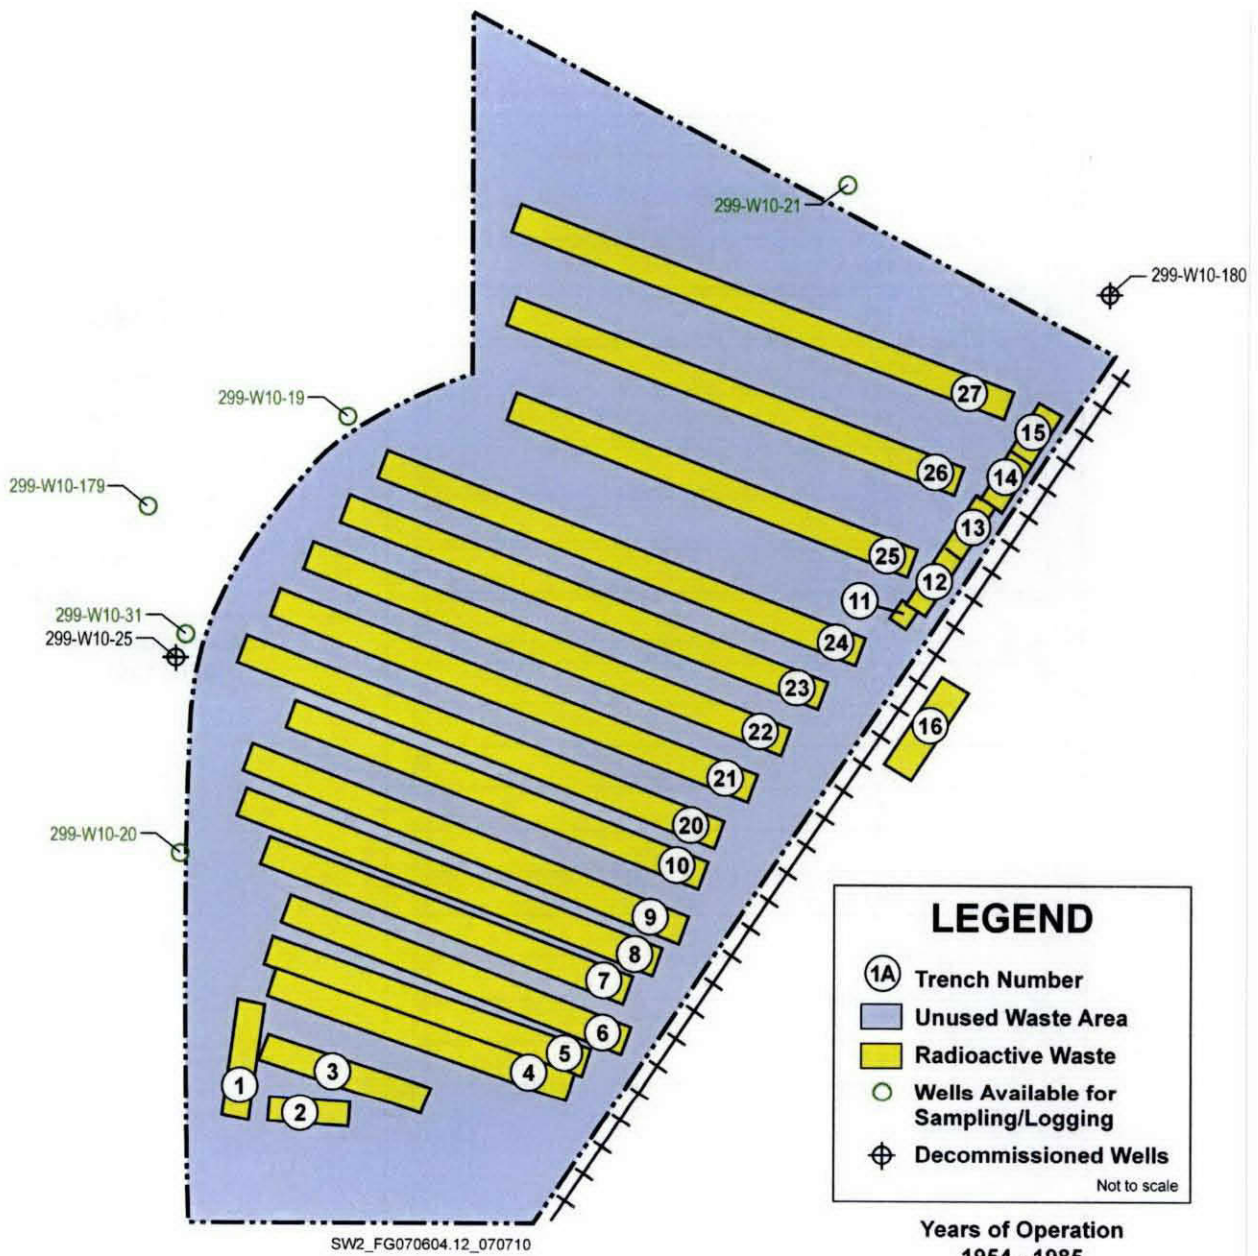 299-W10-21
299-W10-180
27
299-W10-19
15
26
14
299-W10-179
13
25
12
11
299-W10-31
24
299-W10-25
23
16
22
21
20
299-W10-20
10
9
8
7
6
5
4
3
1
2
LEGEND
1A Trench Number
Unused Waste Area
Radioactive Waste
Wells Available for
Sampling/Logging
Decommissioned Wells
Not to scale
SW2_FG070604.12_070710
Years of Operation
1954 - 1985